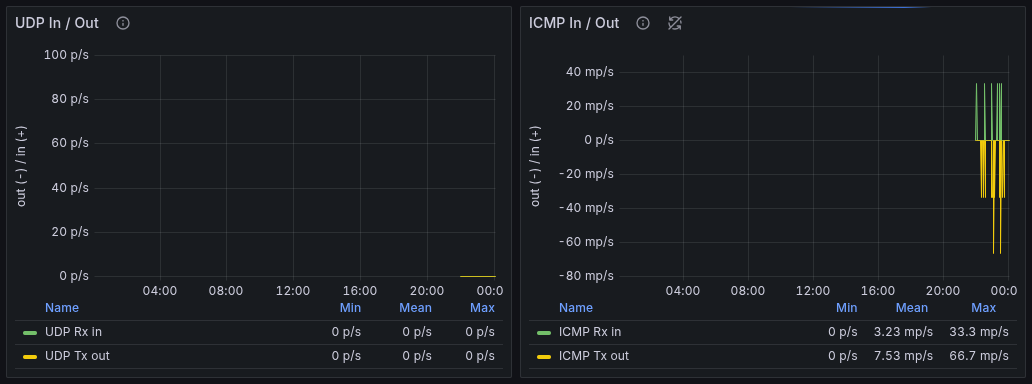 UDP In / Out
100 p/s
80 p/s
60 p/s
40 p/s
20 p/s
0 p/s
out (-) / in (+)
04:00 08:00 12:00 16:00 20:00 00:0
Name Min Mean Max
UDP Rx in 0 p/s 0 p/s 0 p/s
UDP Tx out 0 p/s 0 p/s 0 p/s
ICMP In / Out
40 mp/s
20 mp/s
0 p/s
-20 mp/s
-40 mp/s
-60 mp/s
-80 mp/s
out (-) / in (+)
04:00 08:00 12:00 16:00 20:00 00:0
Name Min Mean Max
ICMP Rx in 0 p/s 3.23 mp/s 33.3 mp/s
ICMP Tx out 0 p/s 7.53 mp/s 66.7 mp/s